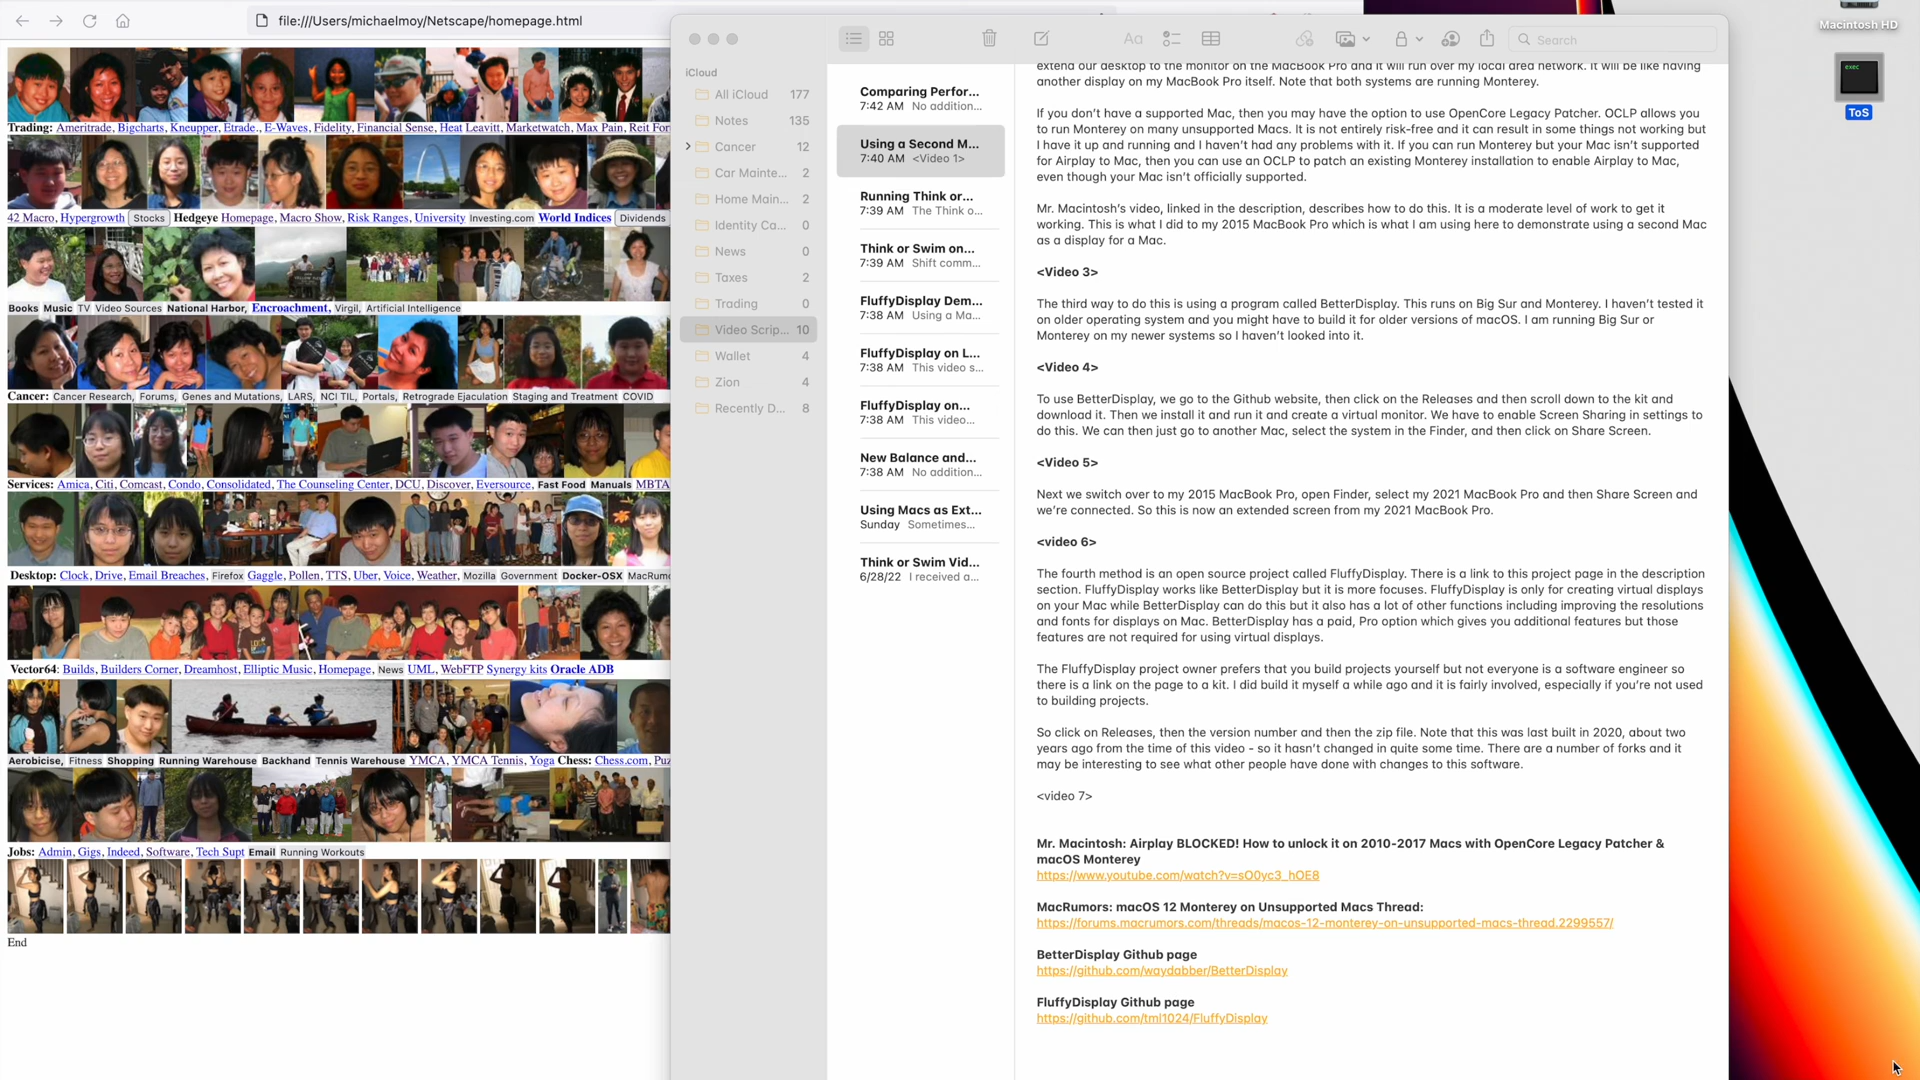 file:///Users/michaelmoy/Netscape/homepage.html
Trading: Ameritrade, Bigcharts, Kneupper, Etrade., E-Waves, Fidelity, Financial Sense, Heat Leavitt, Marketwatch, Max Pain, Reit For
42 Macro, Hypergrowth Stocks Hedgeye Homepage, Macro Show, Risk Ranges, University Investing.com World Indices Dividends
Books Music TV Video Sources National Harbor, Encroachment, Virgil, Artificial Intelligence
Cancer: Cancer Research, Forums, Genes and Mutations, LARS, NCI TIL, Portals, Retrograde Ejaculation Staging and Treatment COVID
Services: Amica, Citi, Comcast, Condo, Consolidated, The Counseling Center, DCU, Discover, Eversource, Fast Food Manuals MBTA
Desktop: Clock, Drive, Email Breaches, Firefox Gaggle, Pollen, TTS, Uber, Voice, Weather, Mozilla Government Docker-OSX MacRumo
Vector64: Builds, Builders Corner, Dreamhost, Elliptic Music, Homepage, News UML, WebFTP Synergy kits Oracle ADB
Aerobicise, Fitness Shopping Running Warehouse Backhand Tennis Warehouse YMCA, YMCA Tennis, Yoga Chess: Chess.com, Puz
Jobs: Admin, Gigs, Indeed, Software, Tech Supt Email Running Workouts
End
iCloud
All iCloud 177
Notes 135
Cancer 12
Car Mainte... 2
Home Main... 2
Identity Ca... 0
News 0
Taxes 2
Trading 0
Video Scrip... 10
Wallet 4
Zion 4
Recently D... 8
Comparing Perfor...
7:42 AM No addition...
Using a Second M...
7:40 AM <Video 1>
Running Think or...
7:39 AM The Think o...
Think or Swim on...
7:39 AM Shift comm...
FluffyDisplay Dem...
7:38 AM Using a Ma...
FluffyDisplay on L...
7:38 AM This video s...
FluffyDisplay on...
7:38 AM This video...
New Balance and...
7:38 AM No addition...
Using Macs as Ext...
Sunday Sometimes...
Think or Swim Vid...
6/28/22 I received a...
Aa
Search
extend our desktop to the monitor on the MacBook Pro and it will run over my local area network. It will be like having
another display on my MacBook Pro itself. Note that both systems are running Monterey.
If you don't have a supported Mac, then you may have the option to use OpenCore Legacy Patcher. OCLP allows you
to run Monterey on many unsupported Macs. It is not entirely risk-free and it can result in some things not working but
I have it up and running and I haven't had any problems with it. If you can run Monterey but your Mac isn't supported
for Airplay to Mac, then you can use an OCLP to patch an existing Monterey installation to enable Airplay to Mac,
even though your Mac isn't officially supported.
Mr. Macintosh's video, linked in the description, describes how to do this. It is a moderate level of work to get it
working. This is what I did to my 2015 MacBook Pro which is what I am using here to demonstrate using a second Mac
as a display for a Mac.
<Video 3>
The third way to do this is using a program called BetterDisplay. This runs on Big Sur and Monterey. I haven't tested it
on older operating system and you might have to build it for older versions of macOS. I am running Big Sur or
Monterey on my newer systems so I haven't looked into it.
<Video 4>
To use BetterDisplay, we go to the Github website, then click on the Releases and then scroll down to the kit and
download it. Then we install it and run it and create a virtual monitor. We have to enable Screen Sharing in settings to
do this. We can then just go to another Mac, select the system in the Finder, and then click on Share Screen.
<Video 5>
Next we switch over to my 2015 MacBook Pro, open Finder, select my 2021 MacBook Pro and then Share Screen and
we're connected. So this is now an extended screen from my 2021 MacBook Pro.
<video 6>
The fourth method is an open source project called FluffyDisplay. There is a link to this project page in the description
section. FluffyDisplay works like BetterDisplay but it is more focuses. FluffyDisplay is only for creating virtual displays
on your Mac while BetterDisplay can do this but it also has a lot of other functions including improving the resolutions
and fonts for displays on Mac. BetterDisplay has a paid, Pro option which gives you additional features but those
features are not required for using virtual displays.
The FluffyDisplay project owner prefers that you build projects yourself but not everyone is a software engineer so
there is a link on the page to a kit. I did build it myself a while ago and it is fairly involved, especially if you're not used
to building projects.
So click on Releases, then the version number and then the zip file. Note that this was last built in 2020, about two
years ago from the time of this video - so it hasn't changed in quite some time. There are a number of forks and it
may be interesting to see what other people have done with changes to this software.
<video 7>
Mr. Macintosh: Airplay BLOCKED! How to unlock it on 2010-2017 Macs with OpenCore Legacy Patcher &
macOS Monterey
https://www.youtube.com/watch?v=sO0yc3_hOE8
MacRumors: macOS 12 Monterey on Unsupported Macs Thread:
https://forums.macrumors.com/threads/macos-12-monterey-on-unsupported-macs-thread.2299557/
BetterDisplay Github page
https://github.com/waydabber/BetterDisplay
FluffyDisplay Github page
https://github.com/tml1024/FluffyDisplay
Macintosh HD
exec
ToS